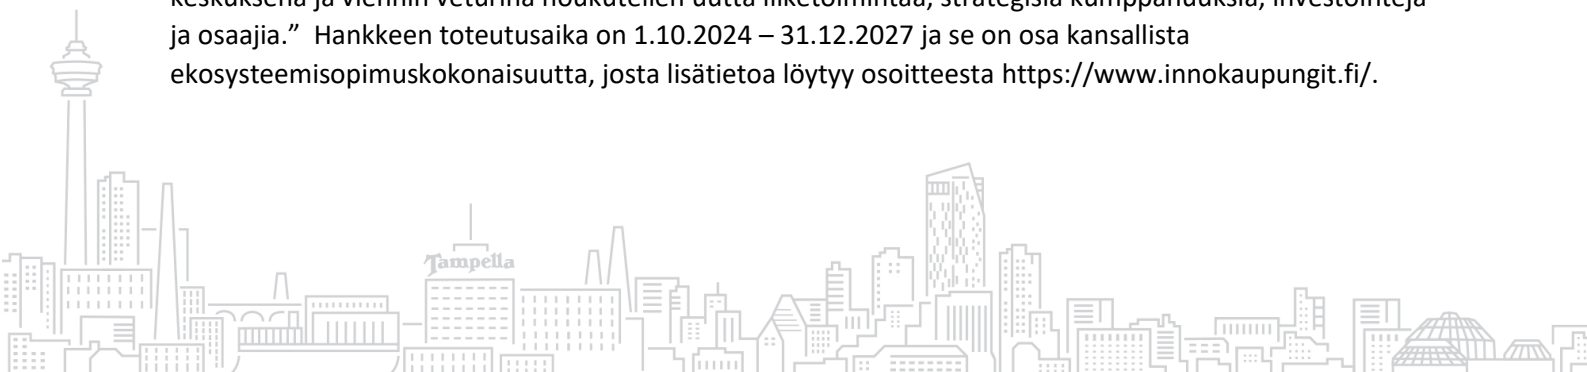 keskuksena ja viennin veturina houkutellen uutta liiketoimintaa, strategisia kumppanuuksia, investointeja
ja osaajia.” Hankkeen toteutusaika on 1.10.2024 – 31.12.2027 ja se on osa kansallista
ekosysteemisopimuskokonaisuutta, josta lisätietoa löytyy osoitteesta https://www.innokaupungit.fi/.
Tampella